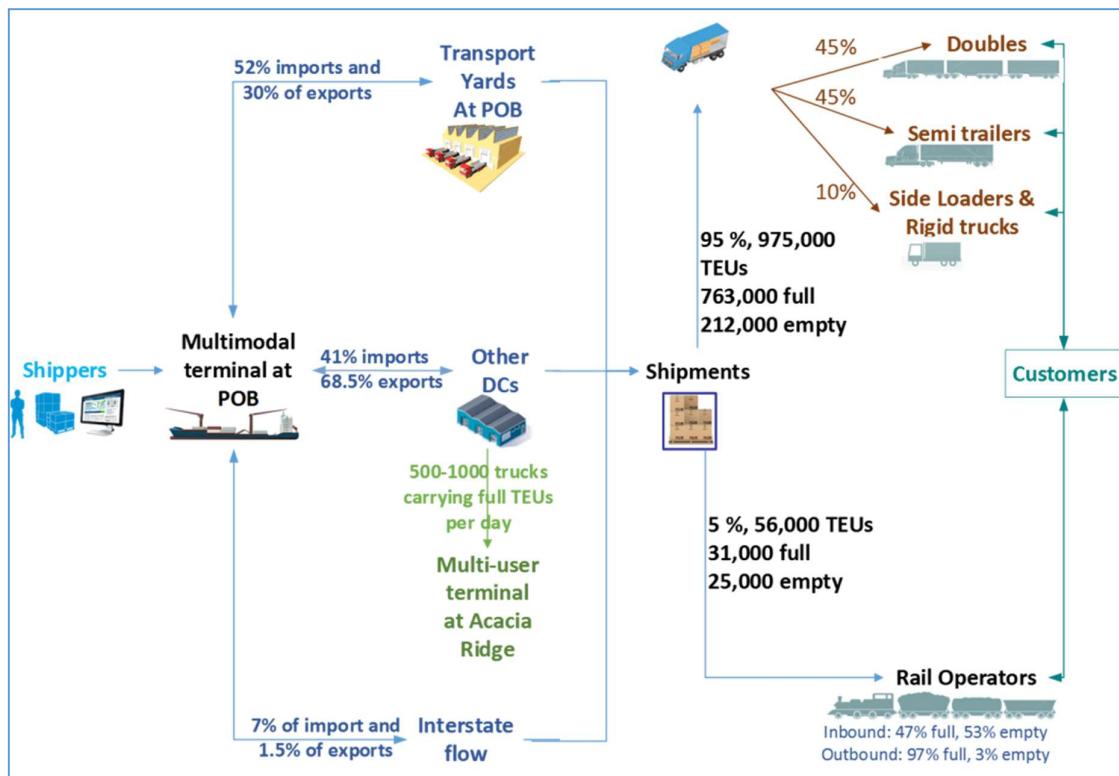 52% imports and
30% of exports
Transport
Yards
At POB
45%
45%
10%
Doubles
Semi trailers
Side Loaders &
Rigid trucks
95 %, 975,000
TEUs
763,000 full
212,000 empty
Shippers
Multimodal
terminal at
POB
41% imports
68.5% exports
Other
DCs
Shipments
Customers
500-1000 trucks
carrying full TEUs
per day
Multi-user
terminal
at Acacia
Ridge
5 %, 56,000 TEUs
31,000 full
25,000 empty
7% of import and
1.5% of exports
Interstate
flow
Rail Operators
Inbound: 47% full, 53% empty
Outbound: 97% full, 3% empty